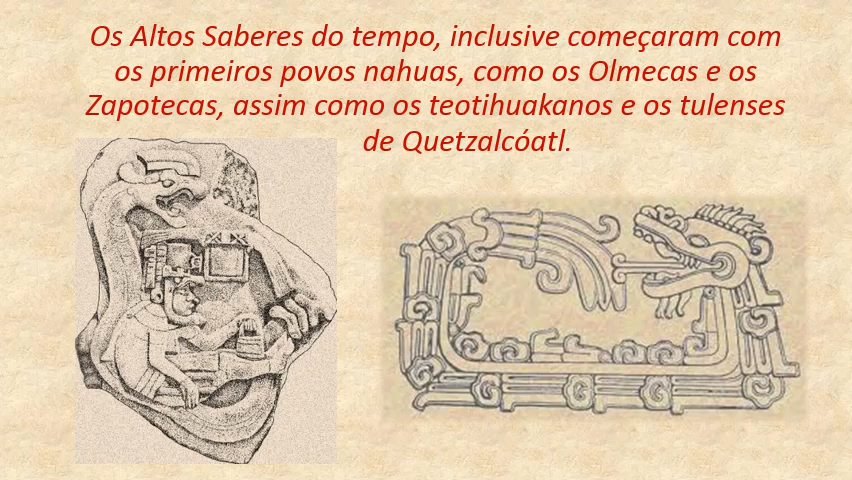 Os Altos Saberes do tempo, inclusive começaram com
os primeiros povos nahuas, como os Olmecas e os
Zapotecas, assim como os teotihuakanos e os tulenses
de Quetzalcóatl.